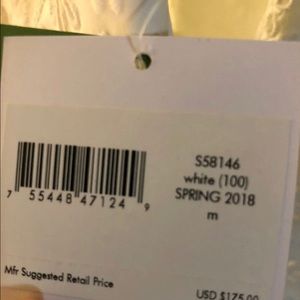 S58146
white (100)
SPRING 2018
m
7 55448 47124 9
Mfr Suggested Retail Price
USD $175.00